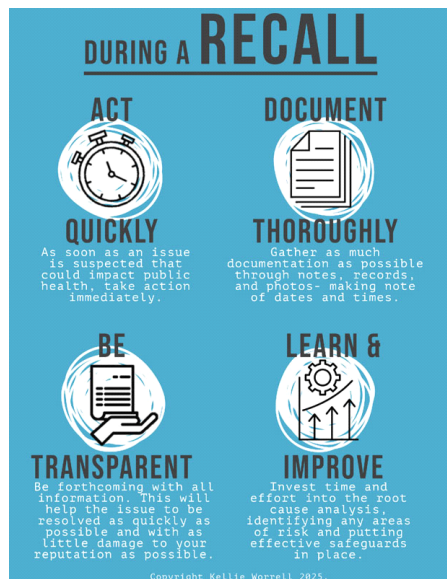 DURING A RECALL
ACT
QUICKLY
As soon as an issue
is suspected that
could impact public
health, take action
immediately.
DOCUMENT
THOROUGHLY
Gather as much
documentation as possible
through notes, records,
and photos- making note
of dates and times.
BE
TRANSPARENT
Be forthcoming with all
information. This will
help the issue to be
resolved as quickly as
possible and with as
little damage to your
reputation as possible.
LEARN &
IMPROVE
Invest time and
effort into the root
cause analysis,
identifying any areas
of risk and putting
effective safeguards
in place.
Copyright Kellie Worrell 2025.